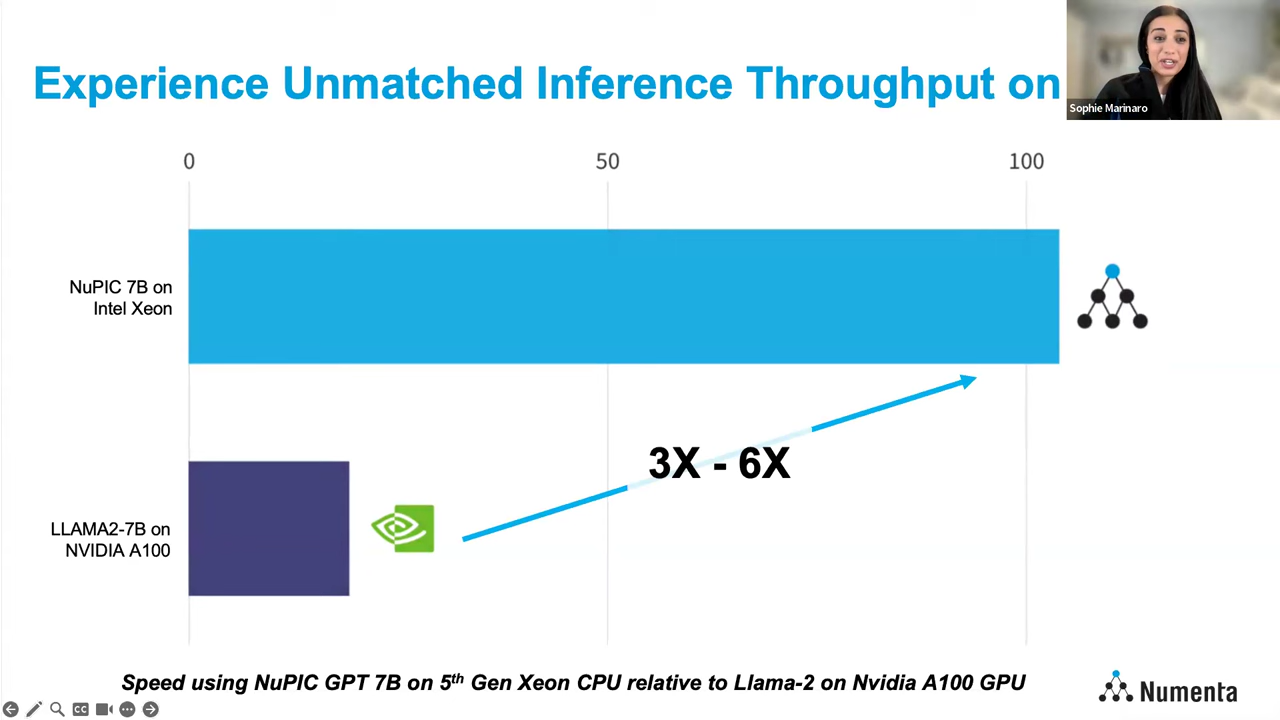 Experience Unmatched Inference Throughput on
Sophie Marinaro
0 50 100
NuPIC 7B on
Intel Xeon
3X - 6X
LLAMA2-7B on
NVIDIA A100
Speed using NuPIC GPT 7B on 5th Gen Xeon CPU relative to Llama-2 on Nvidia A100 GPU
Numenta
CC